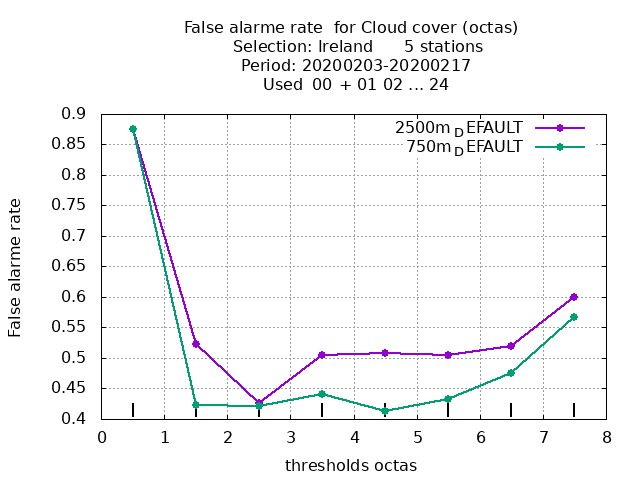 False alarme rate  for Cloud cover (octas)
Selection: Ireland      5 stations
Period: 20200203-20200217
Used  00 + 01 02 ... 24
2500m_DEFAULT
750m_DEFAULT
0.9
0.85
0.8
0.75
0.7
0.65
0.6
0.55
0.5
0.45
0.4
False alarme rate
0 1 2 3 4 5 6 7 8
thresholds octas